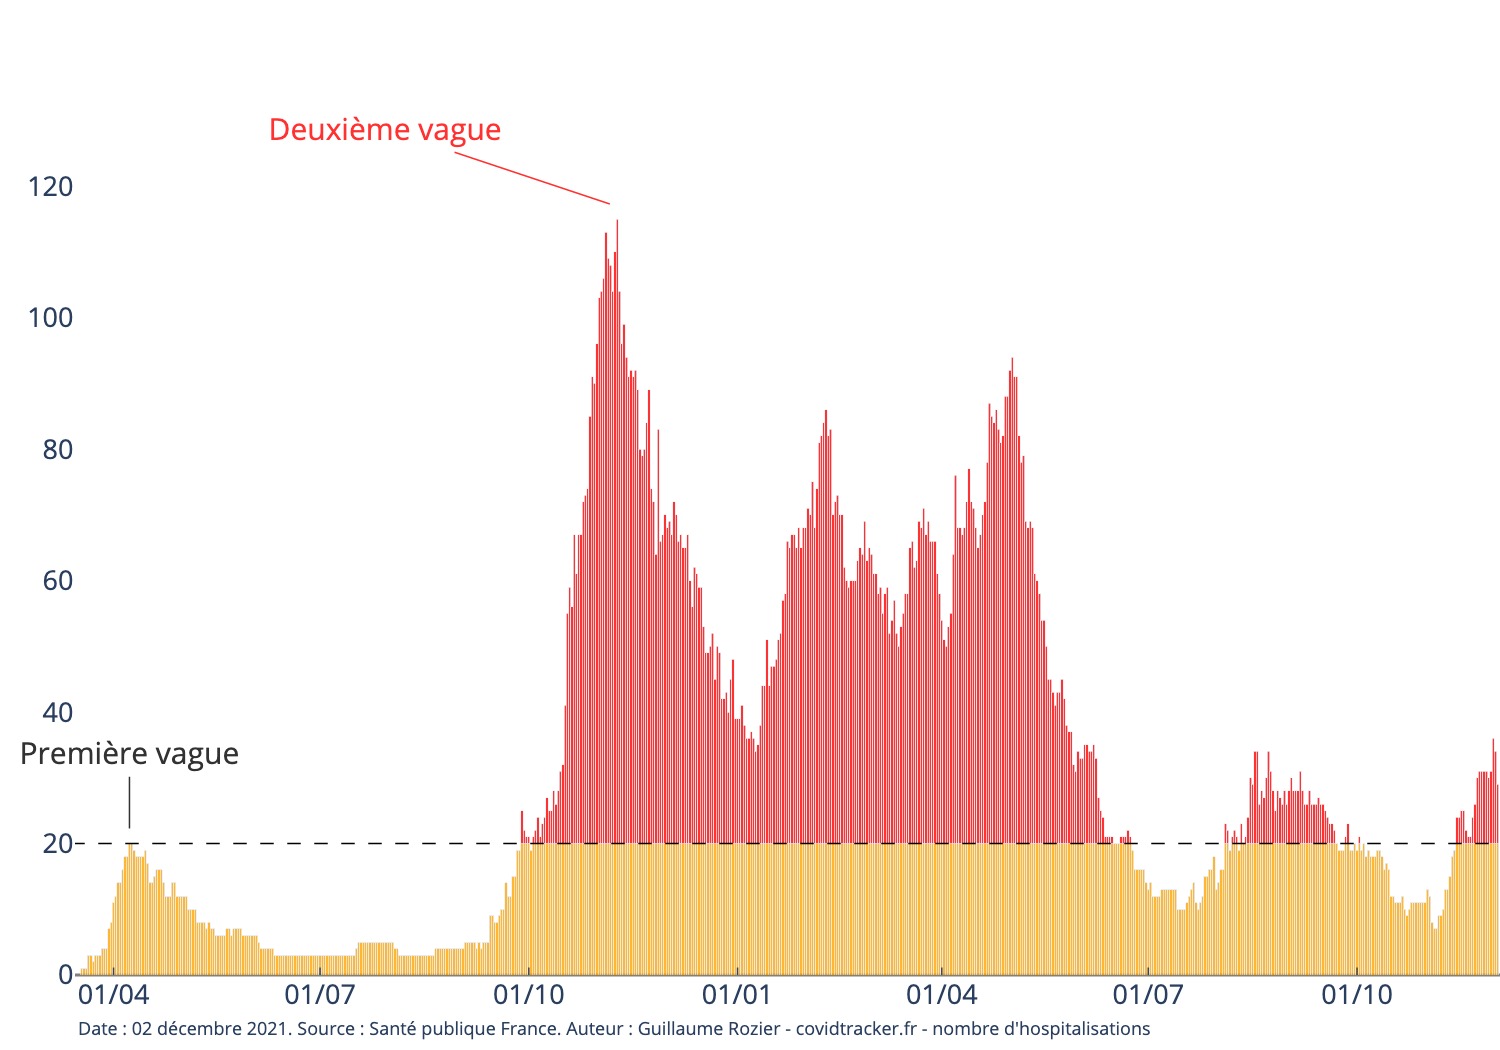 Deuxième vague
120
100
80
60
40
Première vague
20
0
01/04 01/07 01/10 01/01 01/04 01/07 01/10
Date : 02 décembre 2021. Source : Santé publique France. Auteur : Guillaume Rozier - covidtracker.fr - nombre d'hospitalisations